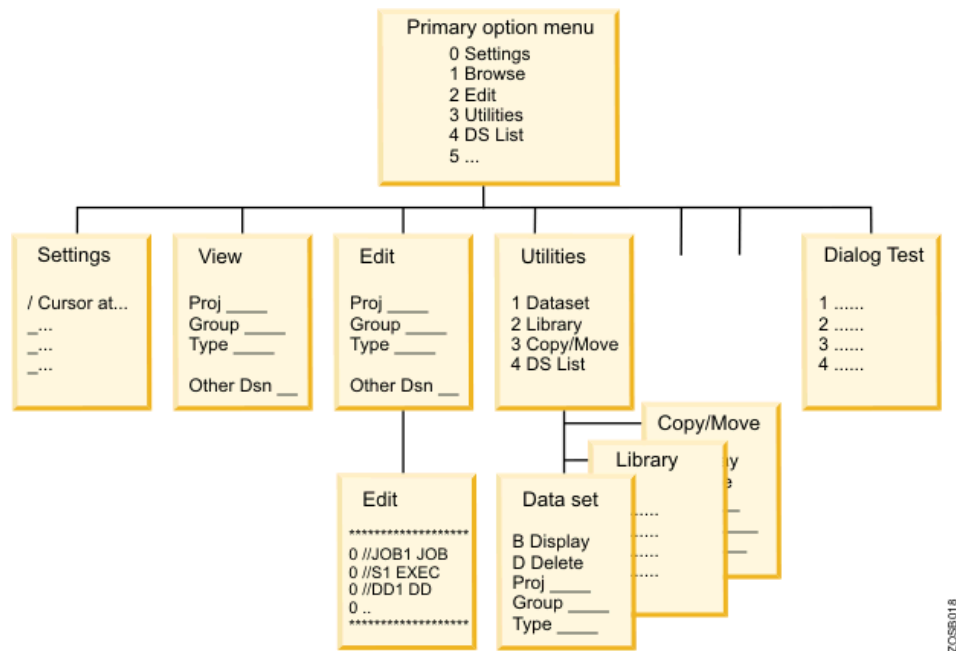 Primary option menu
0 Settings
1 Browse
2 Edit
3 Utilities
4 DS List
5 ...
Settings
/ Cursor at...
_...
_...
_...
View
Proj ____
Group ____
Type ____
Other Dsn __
Edit
Proj ____
Group ____
Type ____
Other Dsn __
Utilities
1 Dataset
2 Library
3 Copy/Move
4 DS List
Dialog Test
1 ......
2 ......
3 ......
4 ......
Edit
*******************
0 //JOB1 JOB
0 //S1 EXEC
0 //DD1 DD
0 ..
*******************
Data set
B Display
D Delete
Proj ____
Group ____
Type ____
Library
......
......
......
......
Copy/Move
ZOSB018